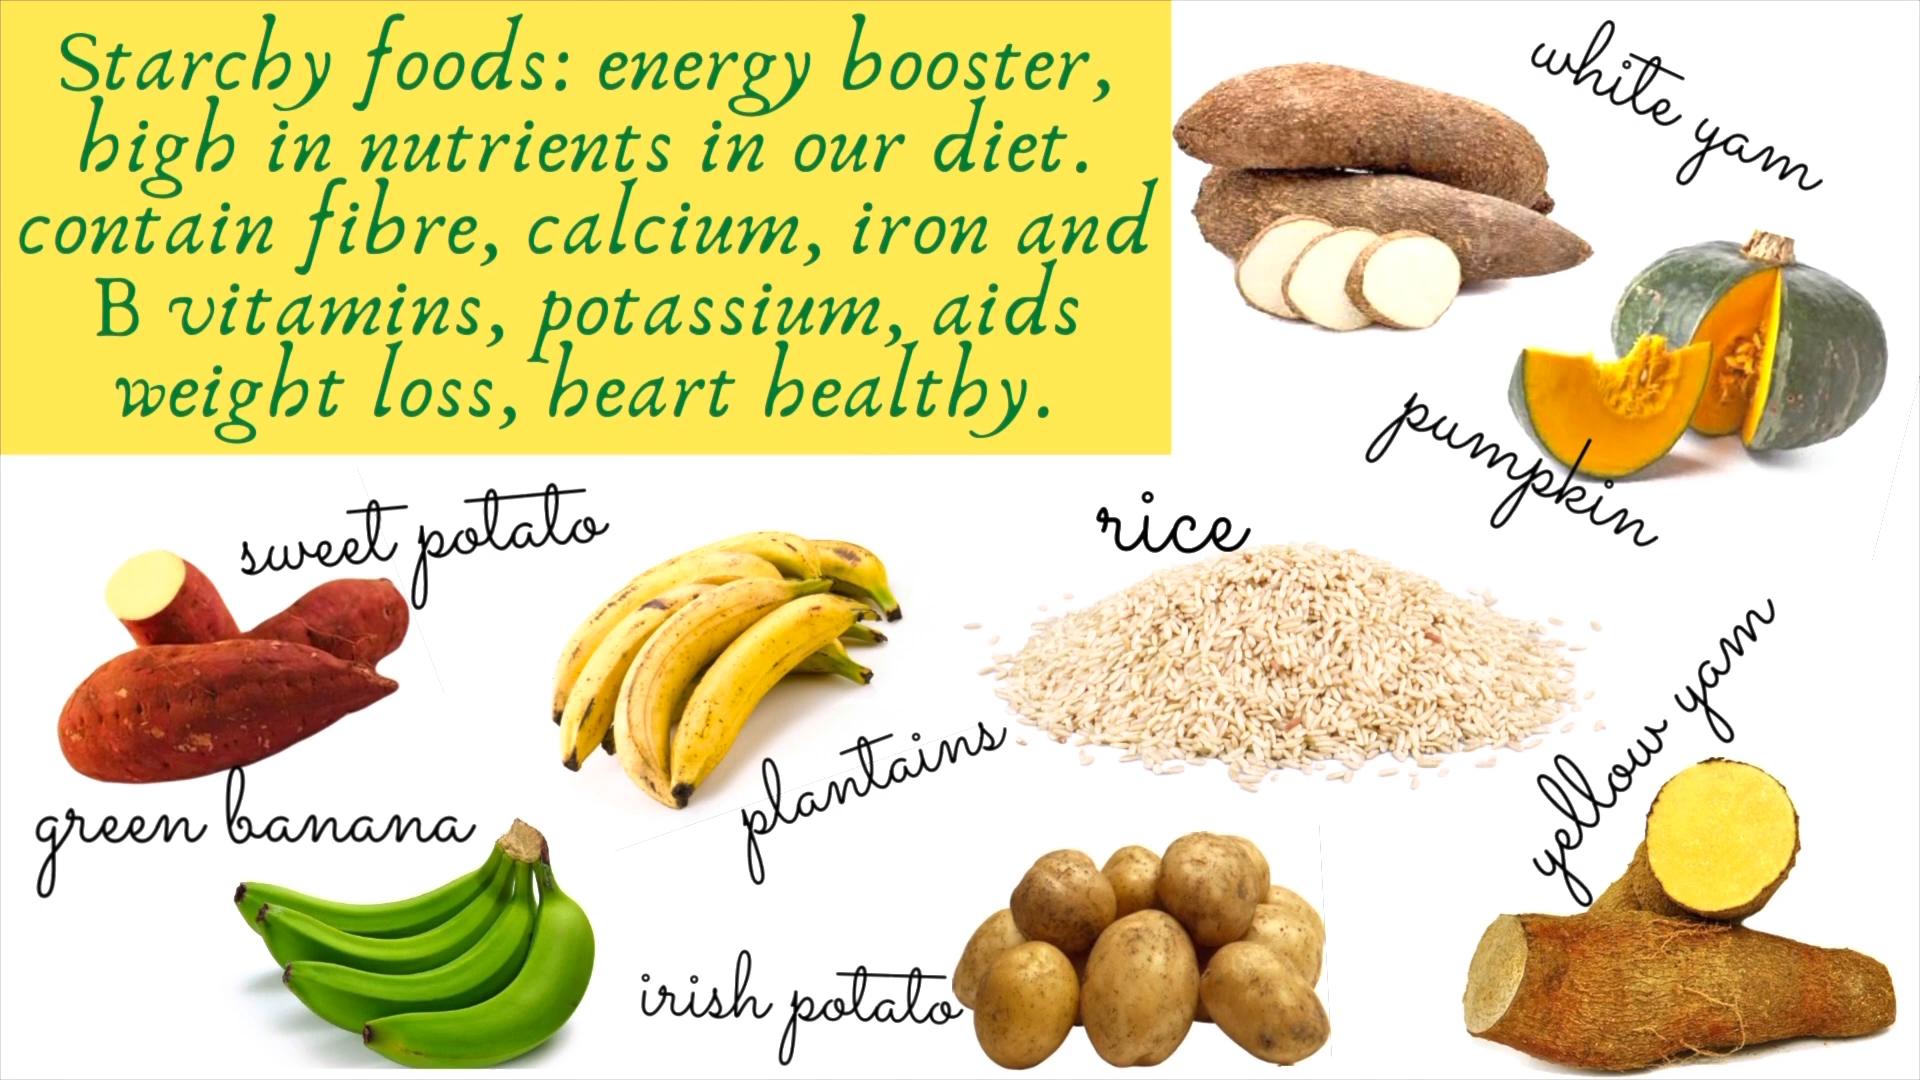 Starchy foods: energy booster,
high in nutrients in our diet.
contain fibre, calcium, iron and
B vitamins, potassium, aids
weight loss, heart healthy.
white yam
pumpkin
sweet potato
rice
plantains
yellow yam
green banana
irish potato